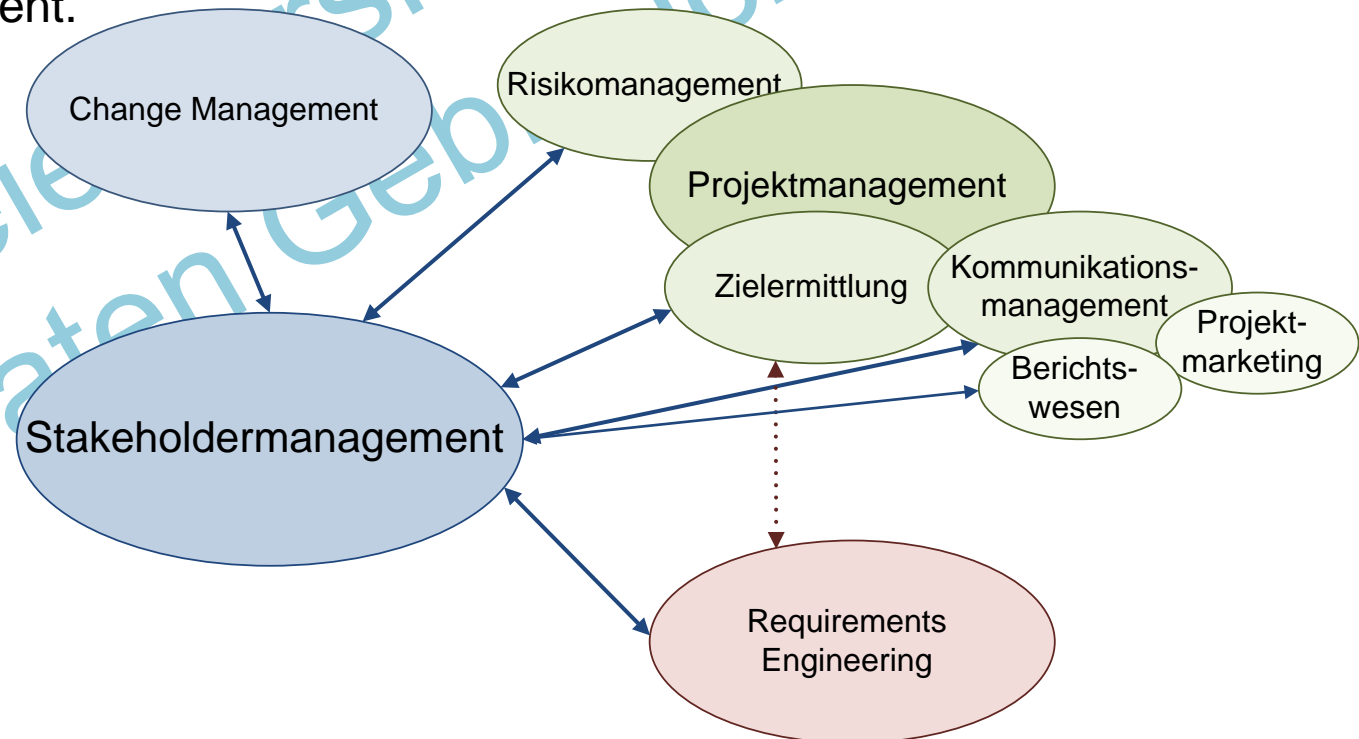 ent.
Change Management
Risikomanagement
Projektmanagement
Zielermittlung
Kommunikations-
management
Projekt-
marketing
Berichts-
wesen
Stakeholdermanagement
Requirements
Engineering